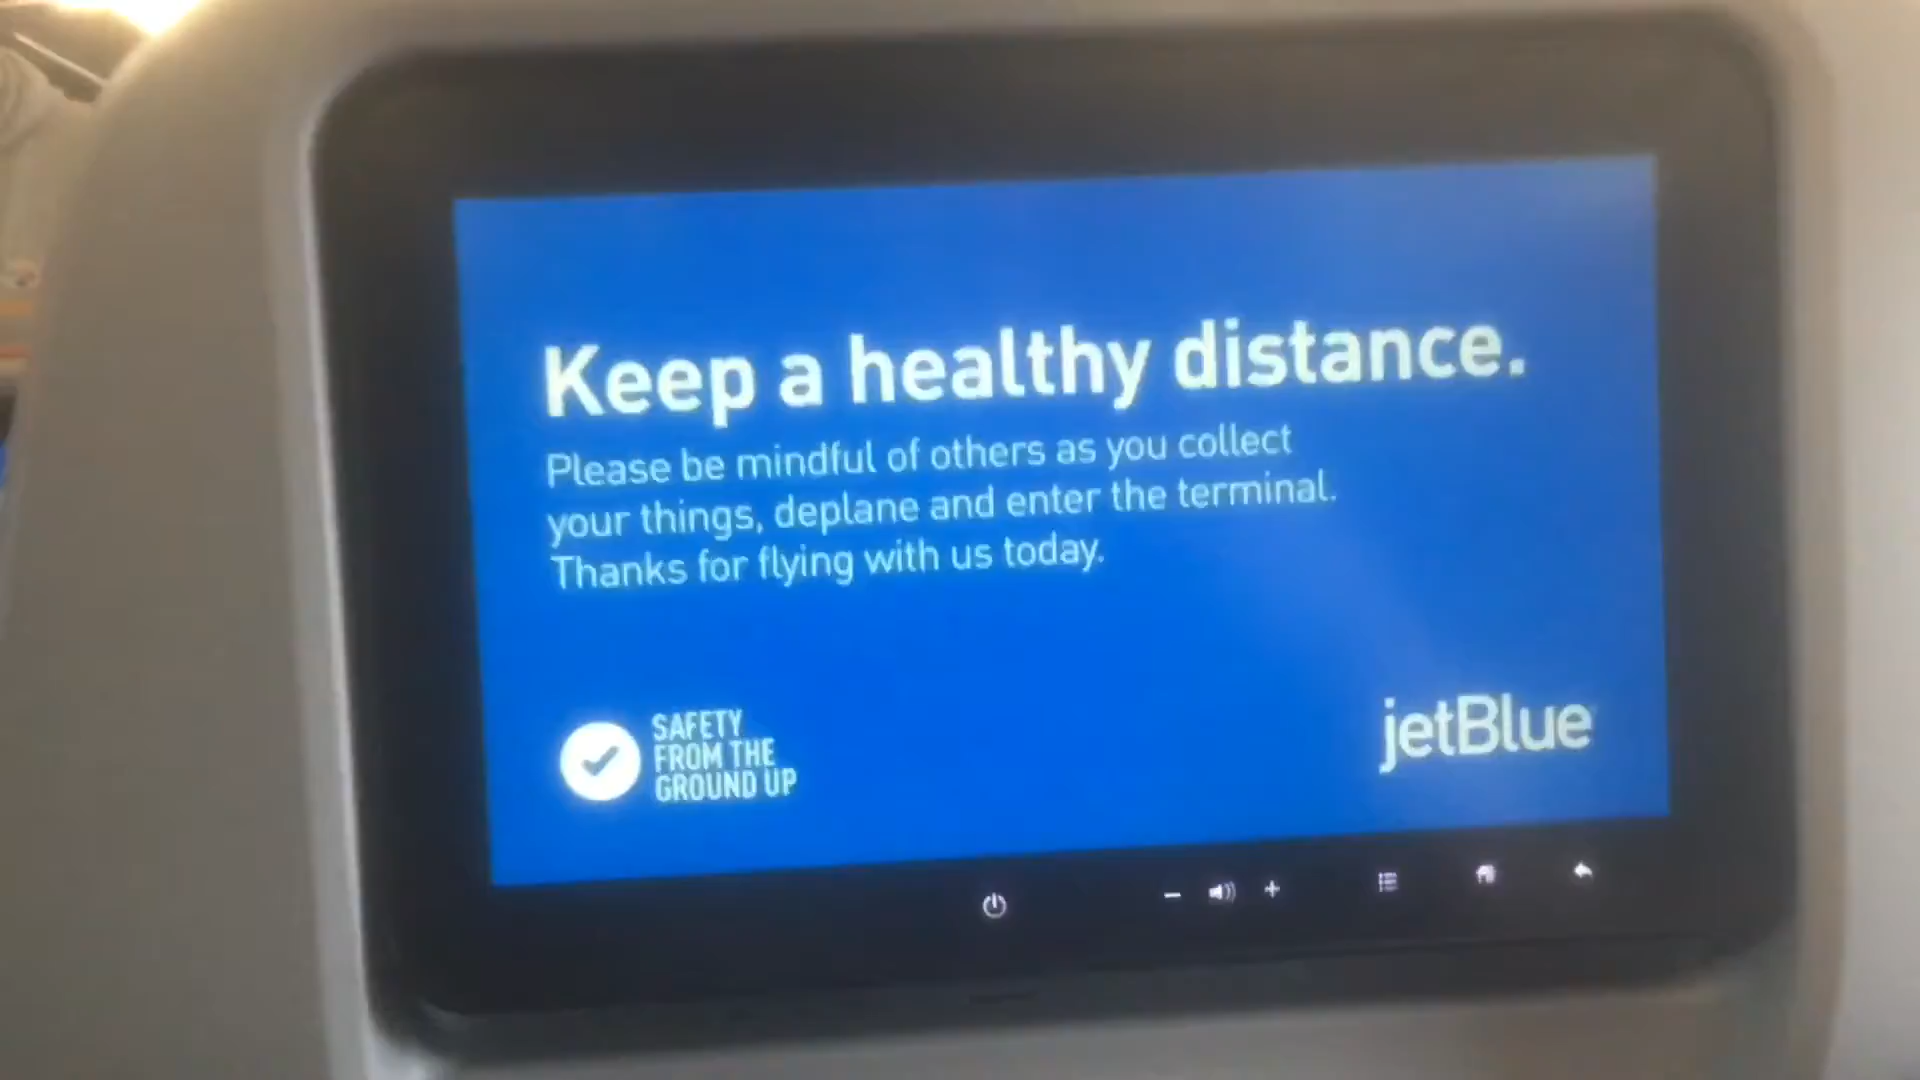 Keep a healthy distance.
Please be mindful of others as you collect
your things, deplane and enter the terminal.
Thanks for flying with us today.
SAFETY
FROM THE
GROUND UP
jetBlue